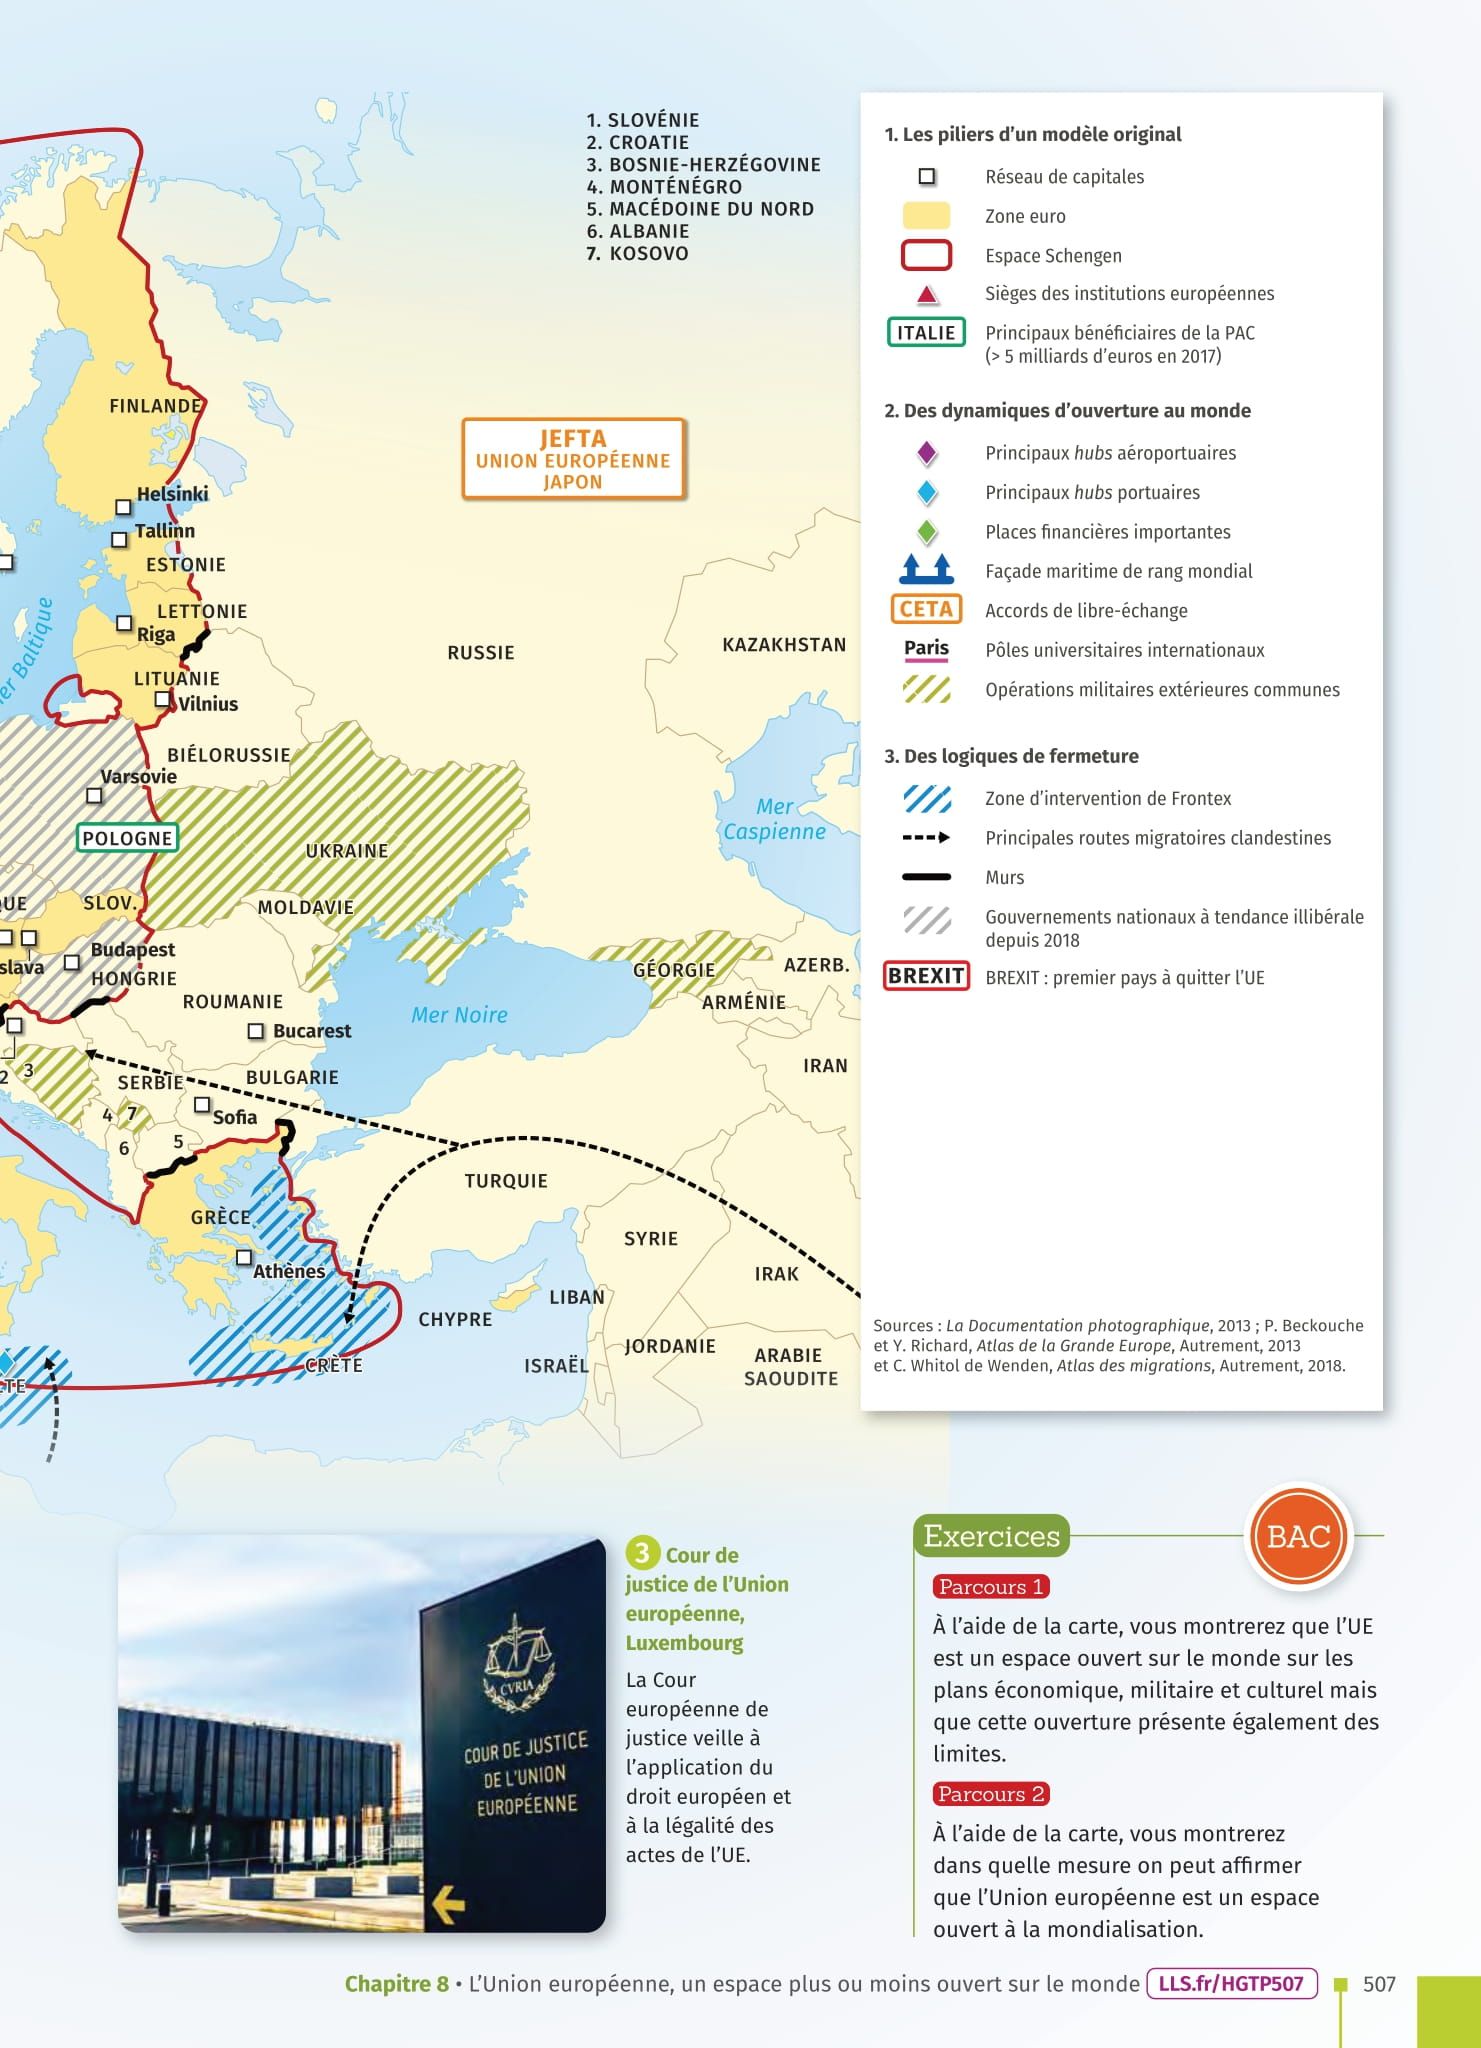 1. SLOVÉNIE
2. CROATIE
3. BOSNIE-HERZÉGOVINE
4. MONTÉNÉGRO
5. MACÉDOINE DU NORD
6. ALBANIE
7. KOSOVO
FINLANDE
JEFTA
UNION EUROPÉENNE
JAPON
Helsinki
Tallinn
ESTONIE
LETTONIE
Riga
er Baltique
LITUANIE
Vilnius
RUSSIE
KAZAKHSTAN
BIÉLORUSSIE
Varsovie
POLOGNE
UKRAINE
Mer
Caspienne
QUE
SLOV.
MOLDAVIE
slava
Budapest
HONGRIE
ROUMANIE
Bucarest
Mer Noire
GÉORGIE
AZERB.
ARMÉNIE
IRAN
2
3
SERBIE
BULGARIE
4
7
Sofia
6
5
TURQUIE
GRÈCE
Athènes
SYRIE
IRAK
CHYPRE
LIBAN
CRÈTE
ISRAËL
JORDANIE
ARABIE
SAOUDITE
TE
1. Les piliers d'un modèle original
Réseau de capitales
Zone euro
Espace Schengen
Sièges des institutions européennes
ITALIE Principaux bénéficiaires de la PAC
(> 5 milliards d'euros en 2017)
2. Des dynamiques d'ouverture au monde
Principaux hubs aéroportuaires
Principaux hubs portuaires
Places financières importantes
Façade maritime de rang mondial
CETA Accords de libre-échange
Paris Pôles universitaires internationaux
Opérations militaires extérieures communes
3. Des logiques de fermeture
Zone d'intervention de Frontex
Principales routes migratoires clandestines
Murs
Gouvernements nationaux à tendance illibérale
depuis 2018
BREXIT BREXIT : premier pays à quitter l'UE
Sources : La Documentation photographique, 2013 ; P. Beckouche
et Y. Richard, Atlas de la Grande Europe, Autrement, 2013
et C. Whitol de Wenden, Atlas des migrations, Autrement, 2018.
CVRIA
COUR DE JUSTICE
DE L'UNION
EUROPÉENNE
3 Cour de
justice de l'Union
européenne,
Luxembourg
La Cour
européenne de
justice veille à
l'application du
droit européen et
à la légalité des
actes de l'UE.
Exercices
BAC
Parcours 1
À l'aide de la carte, vous montrerez que l'UE
est un espace ouvert sur le monde sur les
plans économique, militaire et culturel mais
que cette ouverture présente également des
limites.
Parcours 2
À l'aide de la carte, vous montrerez
dans quelle mesure on peut affirmer
que l'Union européenne est un espace
ouvert à la mondialisation.
Chapitre 8 • L'Union européenne, un espace plus ou moins ouvert sur le monde LLS.fr/HGTP507 507